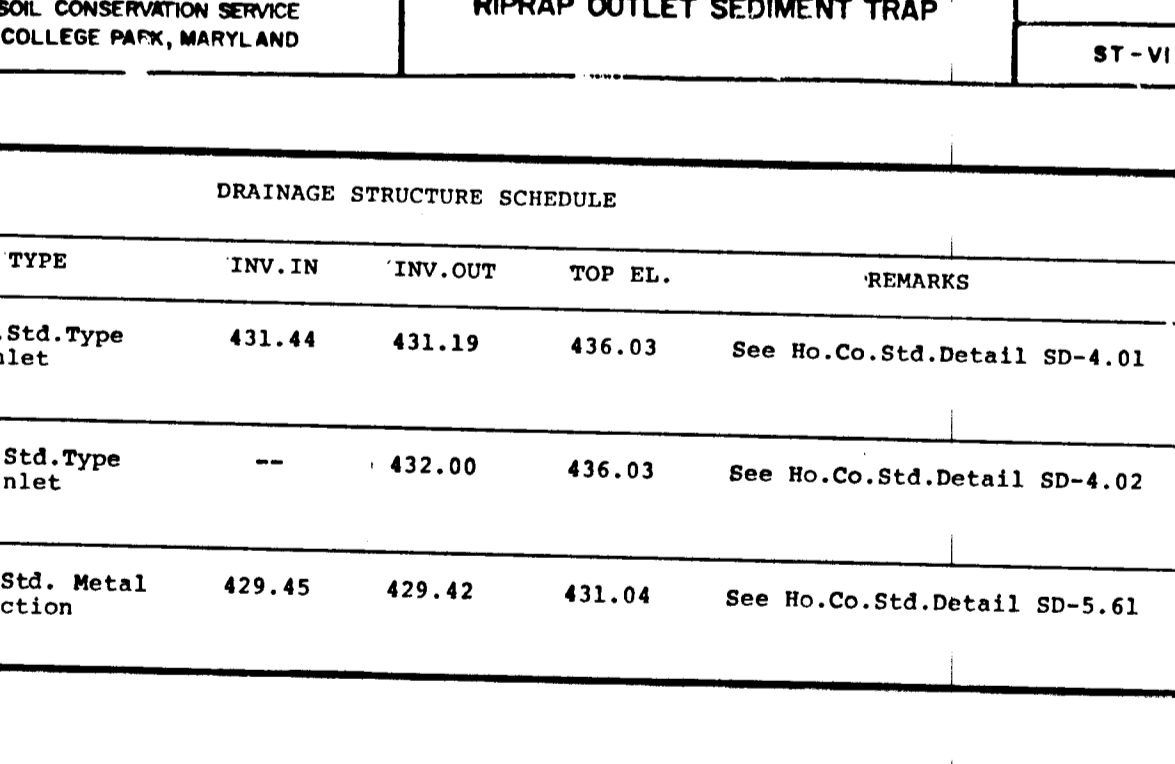 SOIL CONSERVATION SERVICE
COLLEGE PARK, MARYLAND
RIPRAP OUTLET SEDIMENT TRAP
ST-VI
DRAINAGE STRUCTURE SCHEDULE
TYPE INV.IN INV.OUT TOP EL. REMARKS
.Std.Type 431.44 431.19 436.03 See Ho.Co.Std.Detail SD-4.01
nlet
Std.Type -- 432.00 436.03 See Ho.Co.Std.Detail SD-4.02
nlet
Std. Metal 429.45 429.42 431.04 See Ho.Co.Std.Detail SD-5.61
ction